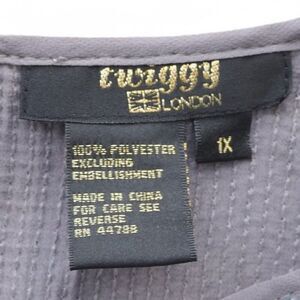 twiggy
LONDON
1X
100% POLYESTER
EXCLUDING
EMBELLISHMENT
MADE IN CHINA
FOR CARE SEE
REVERSE
RN 44788